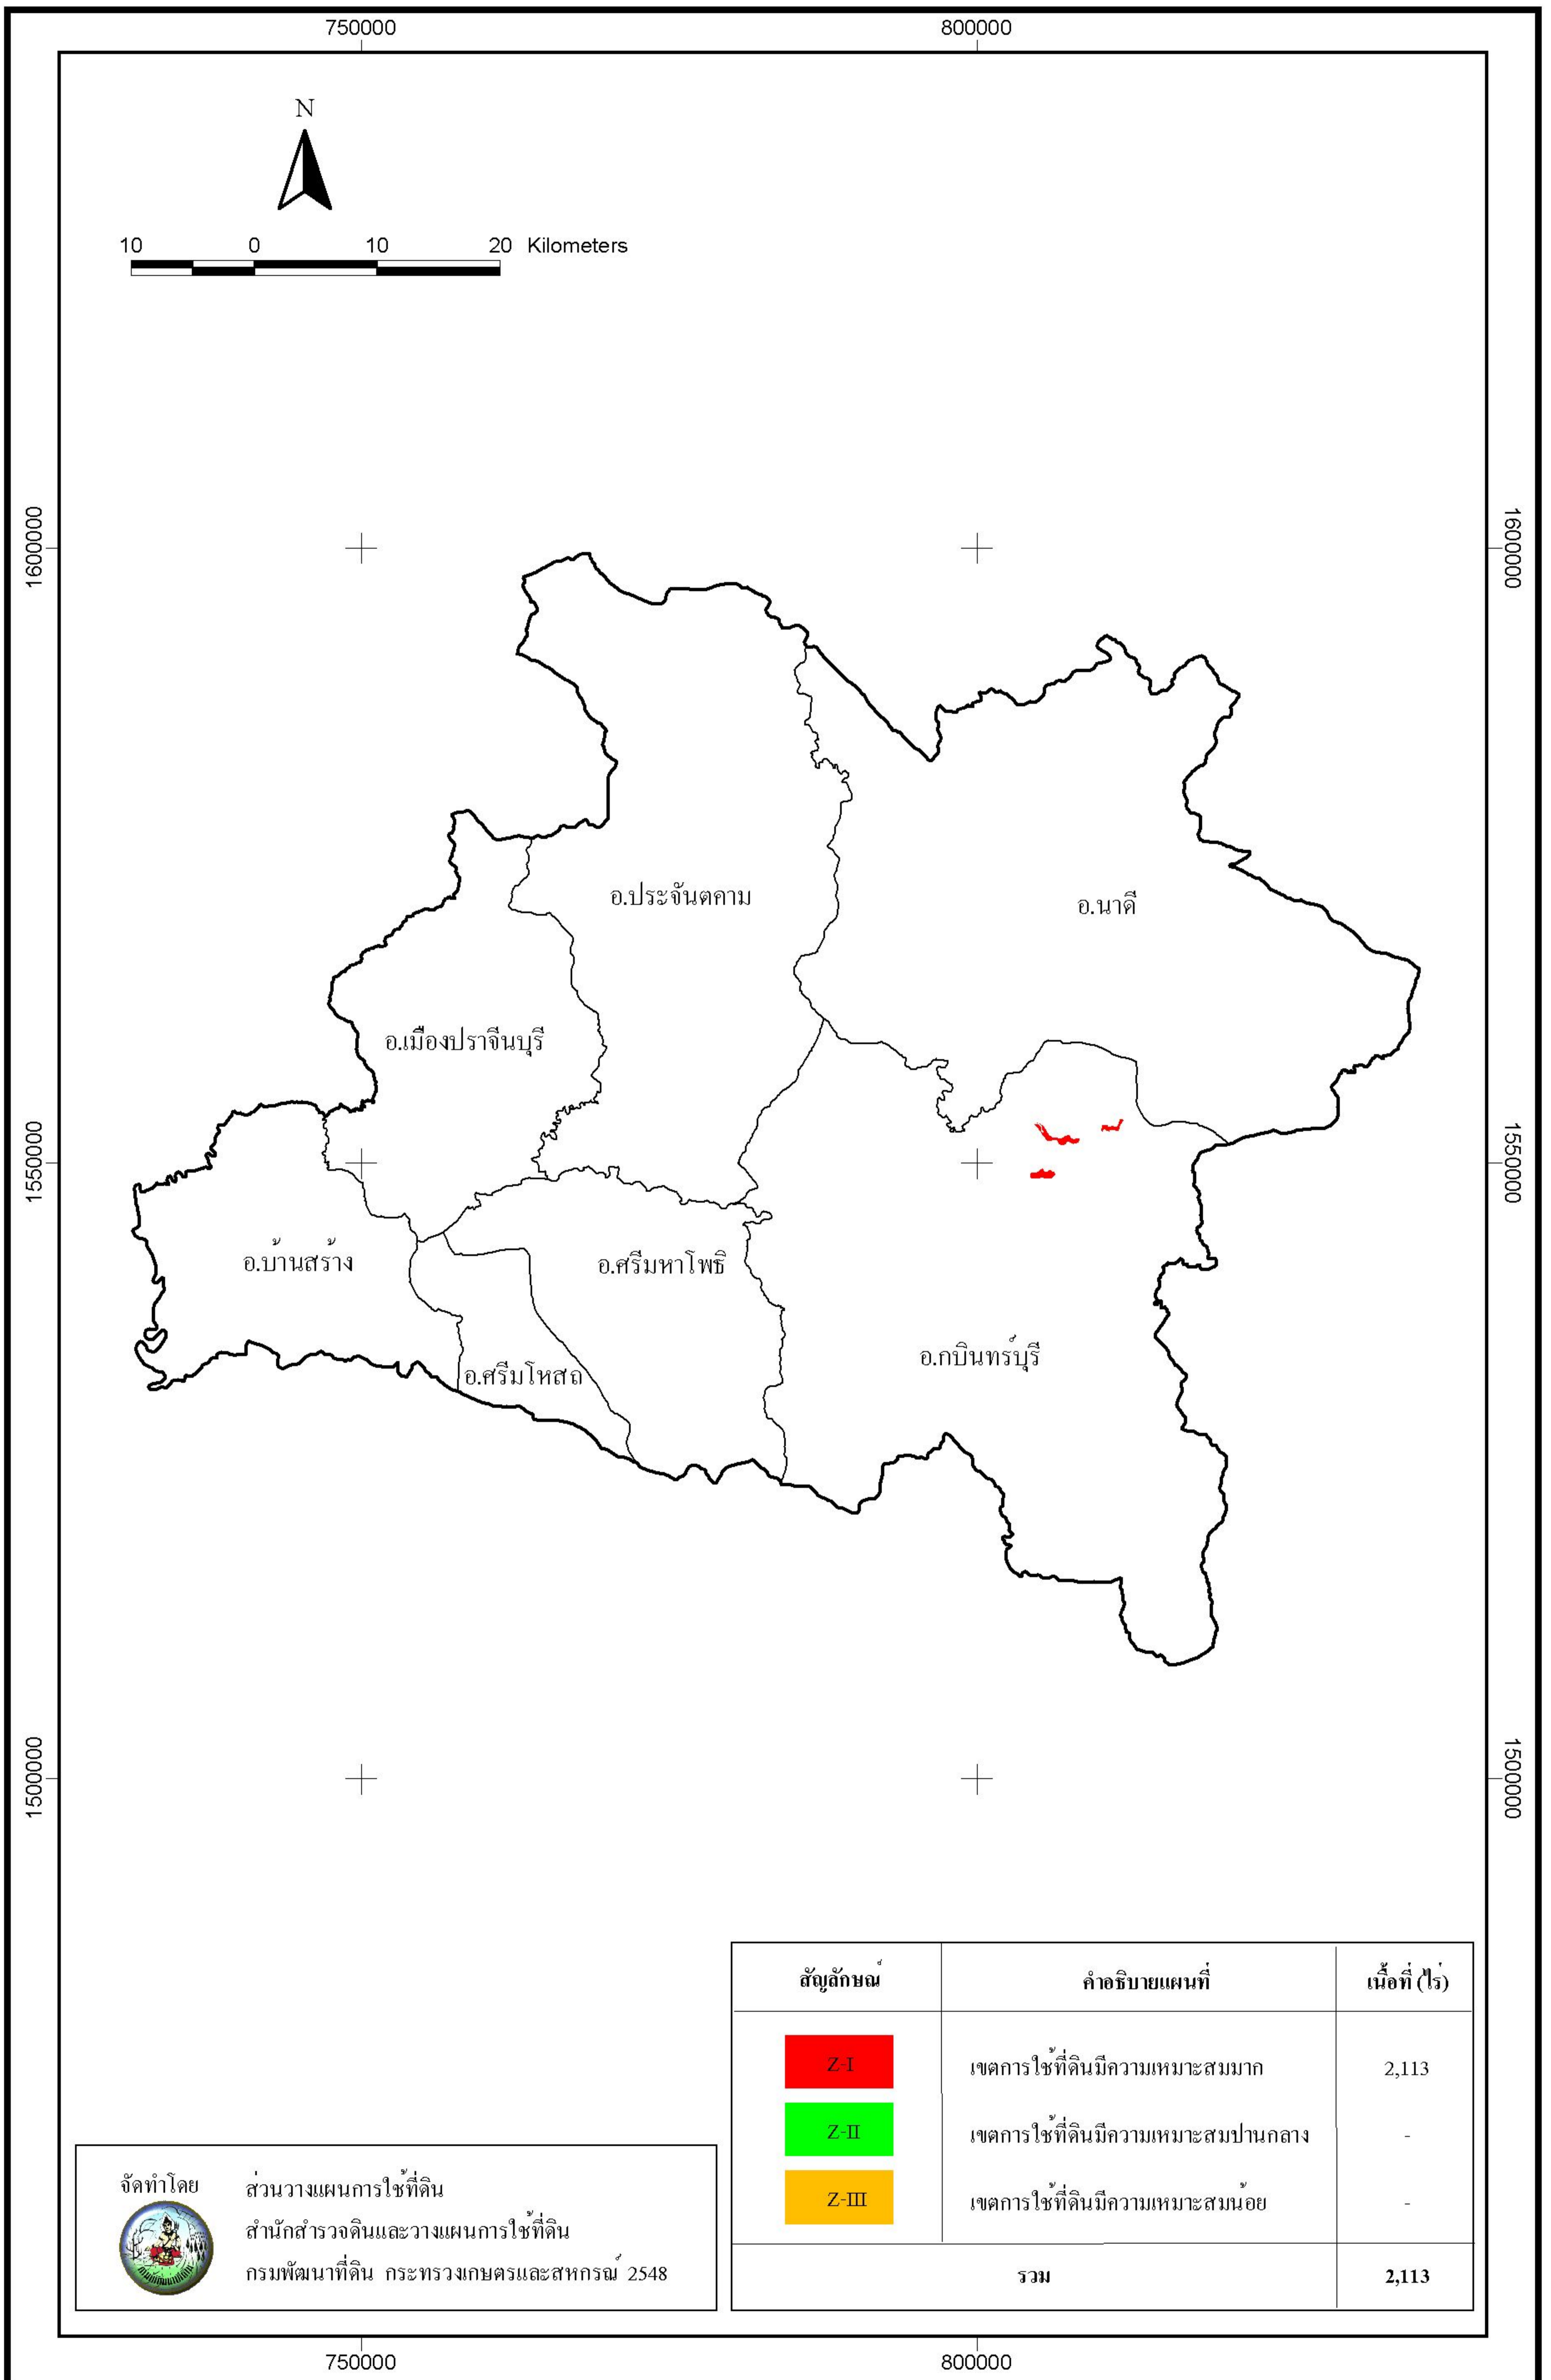 750000 800000
N
10 0 10 20 Kilometers
1600000 1600000
อ.ประจันตคาม
อ.นาดี
อ.เมืองปราจีนบุรี
1550000 1550000
อ.บ้านสร้าง
อ.ศรีมหาโพธิ
อ.กบินทร์บุรี
อ.ศรีมโหสถ
1500000 1500000
สัญลักษณ์ คำอธิบายแผนที่ เนื้อที่ (ไร่)
Z-I เขตการใช้ที่ดินมีความเหมาะสมมาก 2,113
Z-II เขตการใช้ที่ดินมีความเหมาะสมปานกลาง -
Z-III เขตการใช้ที่ดินมีความเหมาะสมน้อย -
รวม 2,113
จัดทำโดย ส่วนวางแผนการใช้ที่ดิน
สำนักสำรวจดินและวางแผนการใช้ที่ดิน
กรมพัฒนาที่ดิน กระทรวงเกษตรและสหกรณ์ 2548
750000 800000